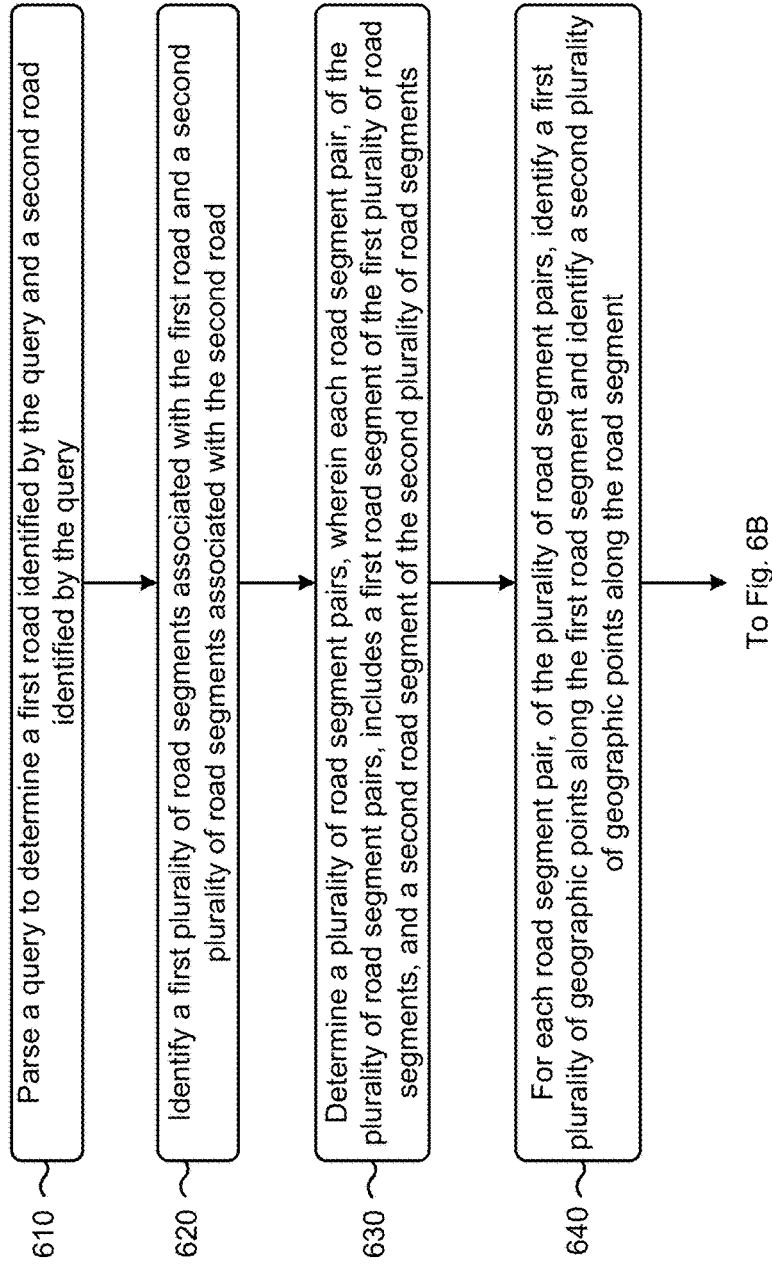 610
Parse a query to determine a first road identified by the query and a second road
identified by the query
620
Identify a first plurality of road segments associated with the first road and a second
plurality of road segments associated with the second road
630
Determine a plurality of road segment pairs, wherein each road segment pair, of the
plurality of road segment pairs, includes a first road segment of the first plurality of road
segments, and a second road segment of the second plurality of road segments
640
For each road segment pair, of the plurality of road segment pairs, identify a first
plurality of geographic points along the first road segment and identify a second plurality
of geographic points along the road segment
To Fig. 6B